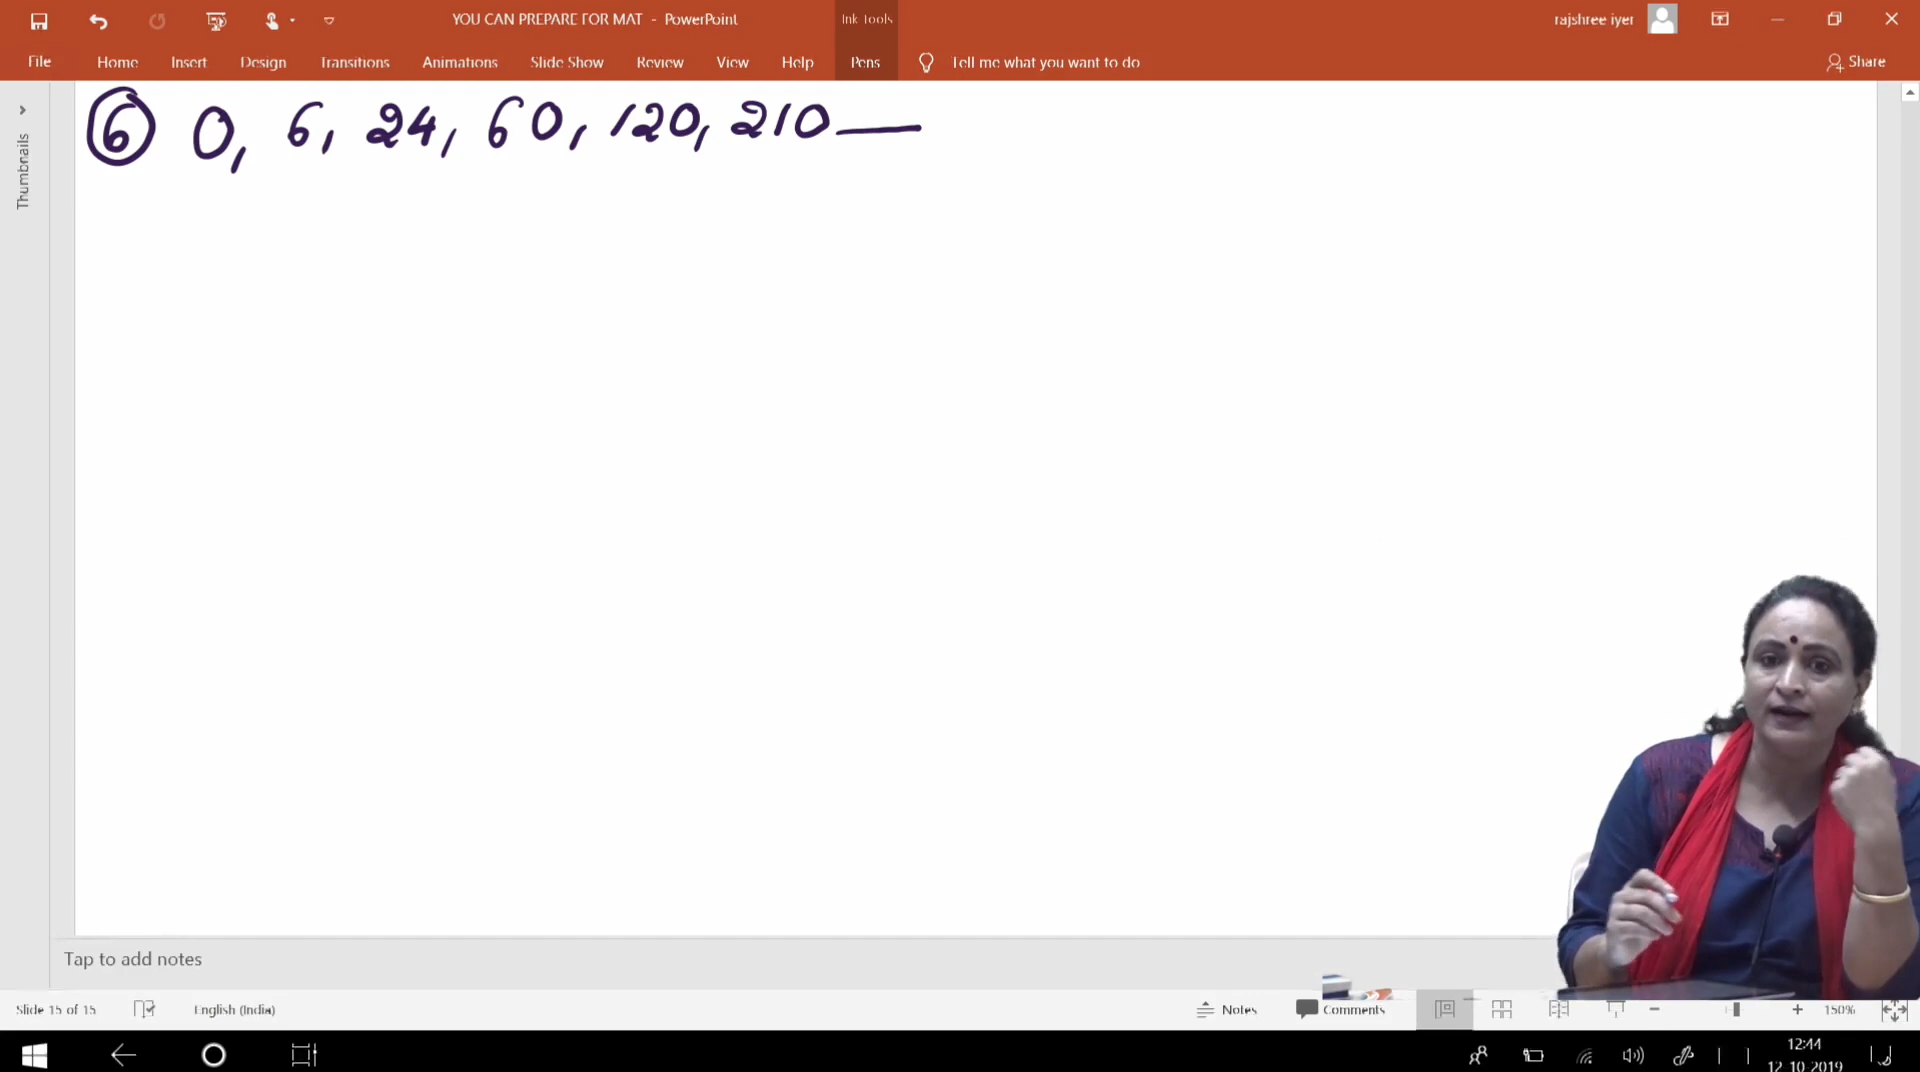 YOU CAN PREPARE FOR MAT - PowerPoint
Ink Tools
rajshree iyer
File Home Insert Design Transitions Animations Slide Show Review View Help Pens Tell me what you want to do Share
Thumbnails
6 0, 6, 24, 60, 120, 210 ___
Tap to add notes
Slide 15 of 15 English (India) Notes Comments 150%
12:44
12-10-2019